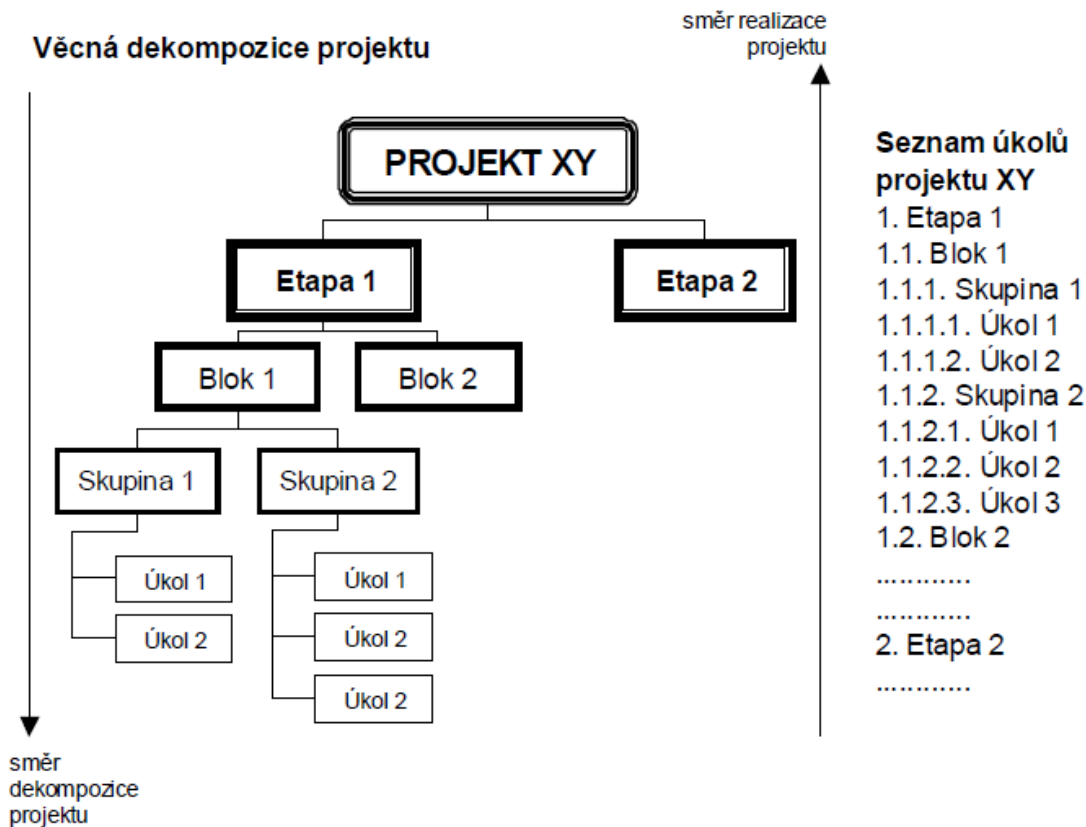 Věcná dekompozice projektu
směr realizace
projektu
PROJEKT XY
Etapa 1
Etapa 2
Blok 1
Blok 2
Skupina 1
Skupina 2
Úkol 1
Úkol 2
Úkol 1
Úkol 2
Úkol 2
směr
dekompozice
projektu
Seznam úkolů
projektu XY
1. Etapa 1
1.1. Blok 1
1.1.1. Skupina 1
1.1.1.1. Úkol 1
1.1.1.2. Úkol 2
1.1.2. Skupina 2
1.1.2.1. Úkol 1
1.1.2.2. Úkol 2
1.1.2.3. Úkol 3
1.2. Blok 2
............
............
2. Etapa 2
............